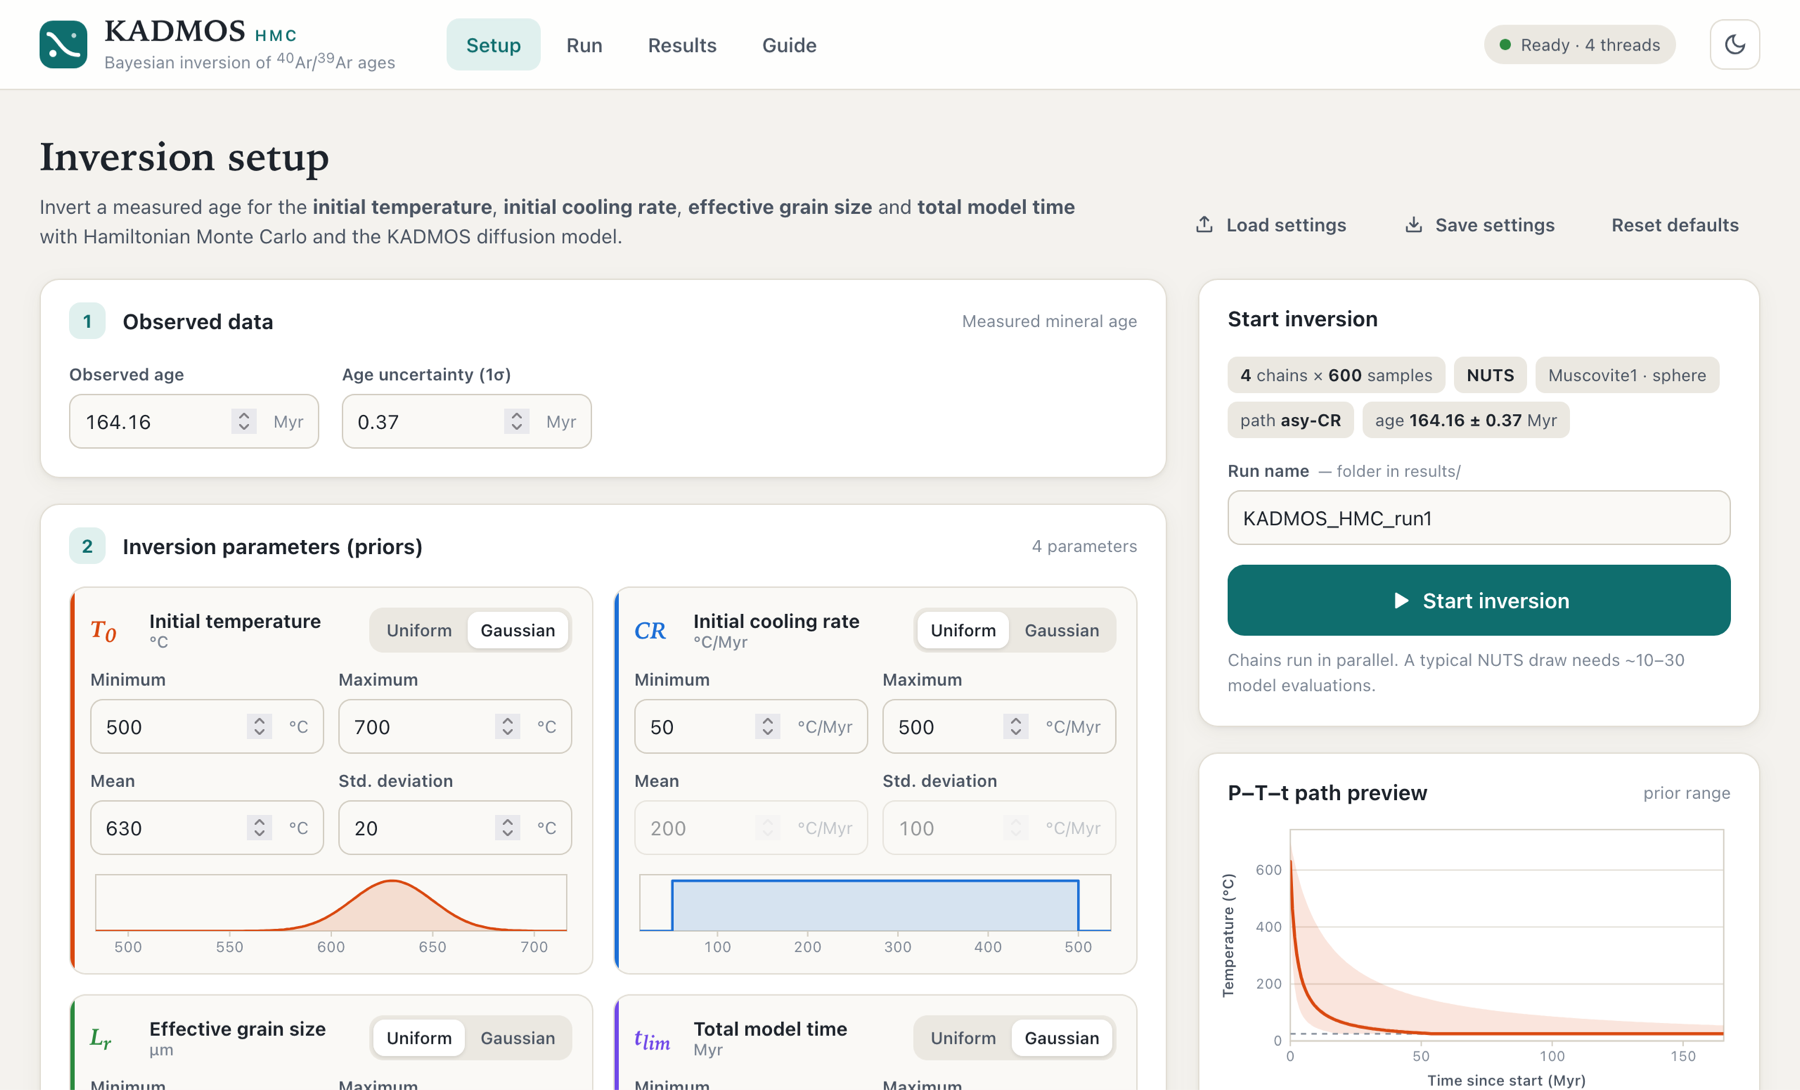 KADMOS HMC
Bayesian inversion of ⁴⁰Ar/³⁹Ar ages
Setup
Run
Results
Guide
Ready · 4 threads
Inversion setup
Invert a measured age for the initial temperature, initial cooling rate, effective grain size and total model time
with Hamiltonian Monte Carlo and the KADMOS diffusion model.
Load settings
Save settings
Reset defaults
1 Observed data
Measured mineral age
Observed age
Age uncertainty (1σ)
164.16 Myr
0.37 Myr
2 Inversion parameters (priors)
4 parameters
T₀ Initial temperature
°C
Uniform Gaussian
Minimum Maximum
500 °C 700 °C
Mean Std. deviation
630 °C 20 °C
500 550 600 650 700
CR Initial cooling rate
°C/Myr
Uniform Gaussian
Minimum Maximum
50 °C/Myr 500 °C/Myr
Mean Std. deviation
200 °C/Myr 100 °C/Myr
100 200 300 400 500
Lr Effective grain size
µm
Uniform Gaussian
Minimum Maximum
tlim Total model time
Myr
Uniform Gaussian
Minimum Maximum
Start inversion
4 chains × 600 samples
NUTS
Muscovite1 · sphere
path asy-CR
age 164.16 ± 0.37 Myr
Run name — folder in results/
KADMOS_HMC_run1
Start inversion
Chains run in parallel. A typical NUTS draw needs ~10–30
model evaluations.
P–T–t path preview
prior range
Temperature (°C)
600
400
200
0
0 50 100 150
Time since start (Myr)